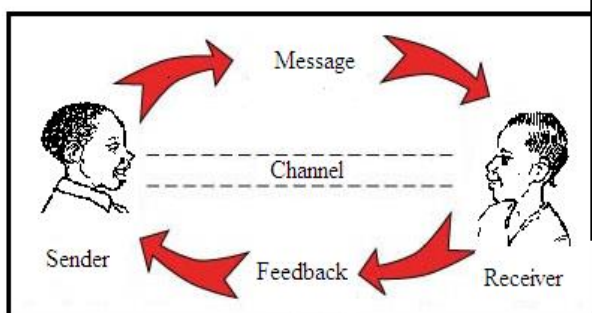 Message
Channel
Sender
Feedback
Receiver